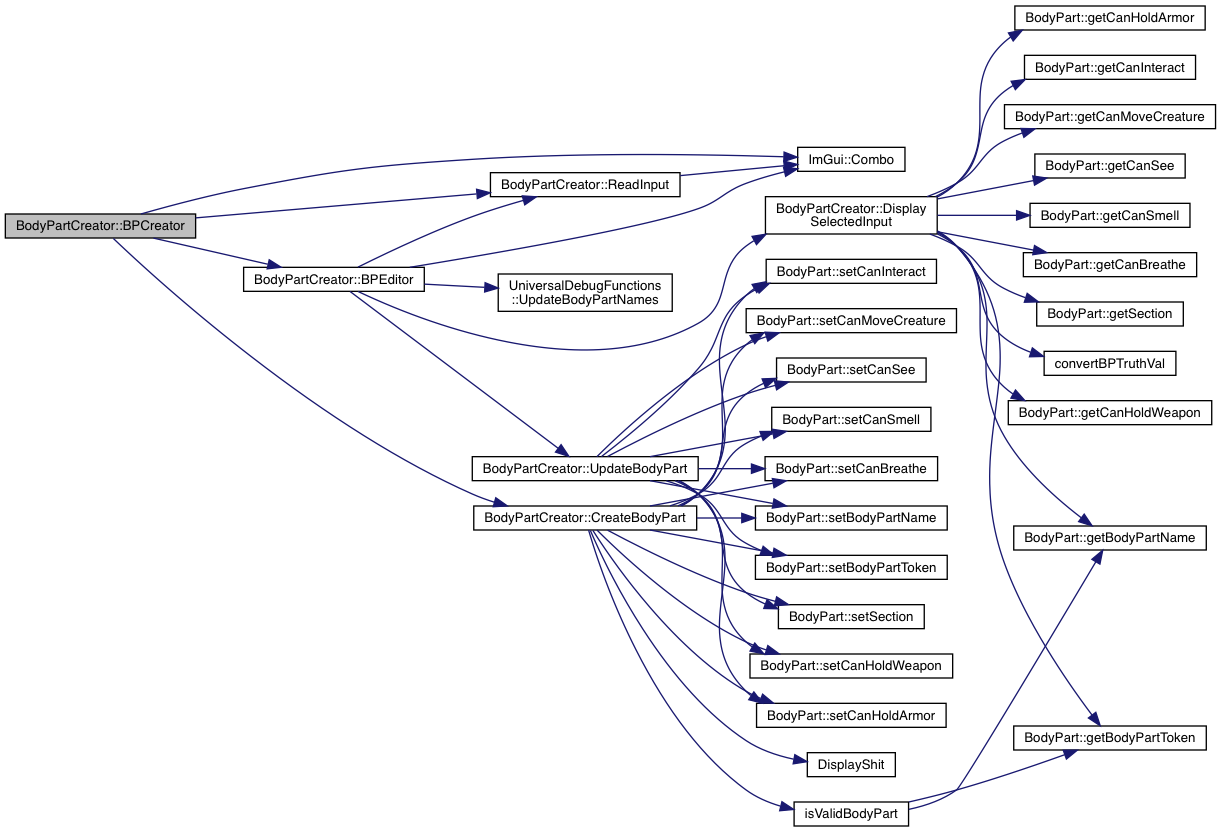 BodyPartCreator::BPCreator
BodyPartCreator::BPEditor
BodyPartCreator::ReadInput
UniversalDebugFunctions
::UpdateBodyPartNames
BodyPartCreator::UpdateBodyPart
BodyPartCreator::CreateBodyPart
ImGui::Combo
BodyPartCreator::Display
SelectedInput
BodyPart::setCanInteract
BodyPart::setCanMoveCreature
BodyPart::setCanSee
BodyPart::setCanSmell
BodyPart::setCanBreathe
BodyPart::setBodyPartName
BodyPart::setBodyPartToken
BodyPart::setSection
BodyPart::setCanHoldWeapon
BodyPart::setCanHoldArmor
DisplayShit
isValidBodyPart
BodyPart::getCanHoldArmor
BodyPart::getCanInteract
BodyPart::getCanMoveCreature
BodyPart::getCanSee
BodyPart::getCanSmell
BodyPart::getCanBreathe
BodyPart::getSection
convertBPTruthVal
BodyPart::getCanHoldWeapon
BodyPart::getBodyPartName
BodyPart::getBodyPartToken